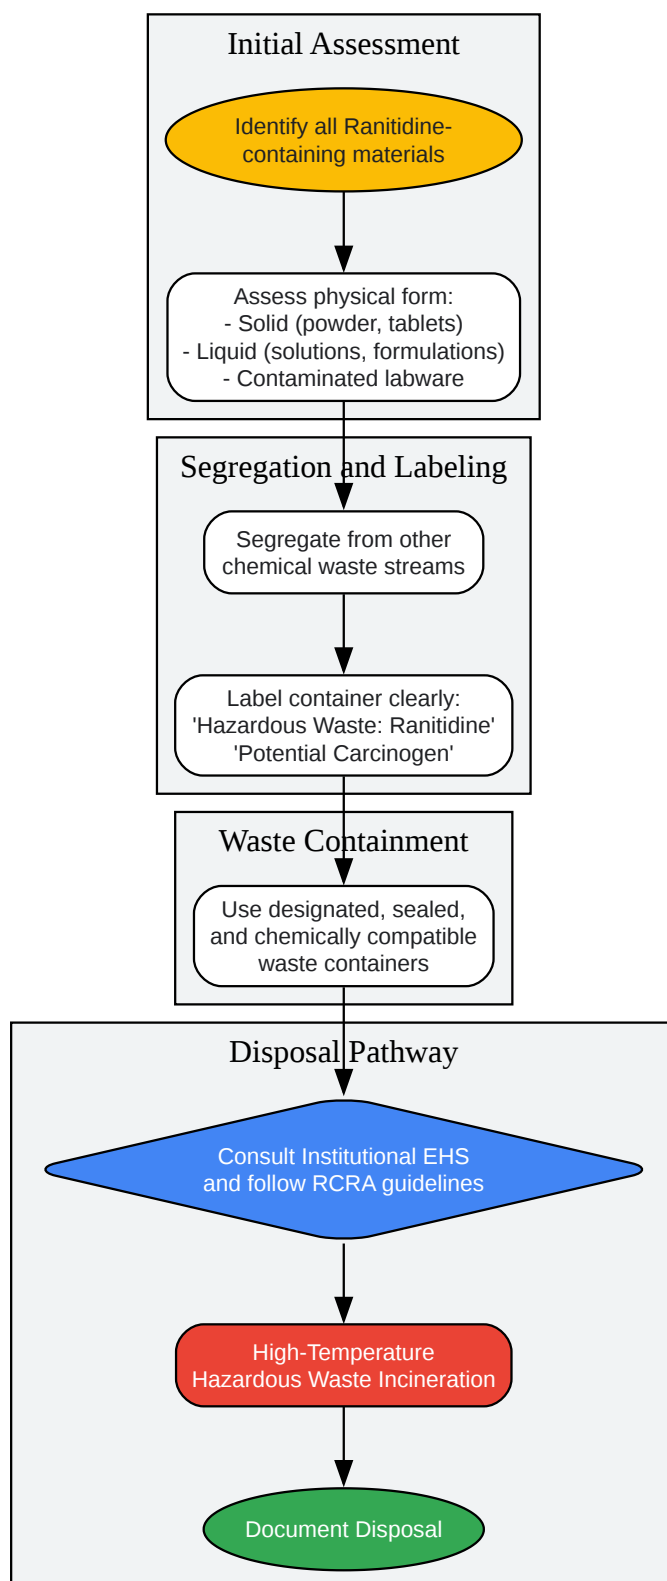 Initial Assessment
Identify all Ranitidine-
containing materials
Assess physical form:
- Solid (powder, tablets)
- Liquid (solutions, formulations)
- Contaminated labware
Segregation and Labeling
Segregate from other
chemical waste streams
Label container clearly:
'Hazardous Waste: Ranitidine'
'Potential Carcinogen'
Waste Containment
Use designated, sealed,
and chemically compatible
waste containers
Disposal Pathway
Consult Institutional EHS
and follow RCRA guidelines
High-Temperature
Hazardous Waste Incineration
Document Disposal